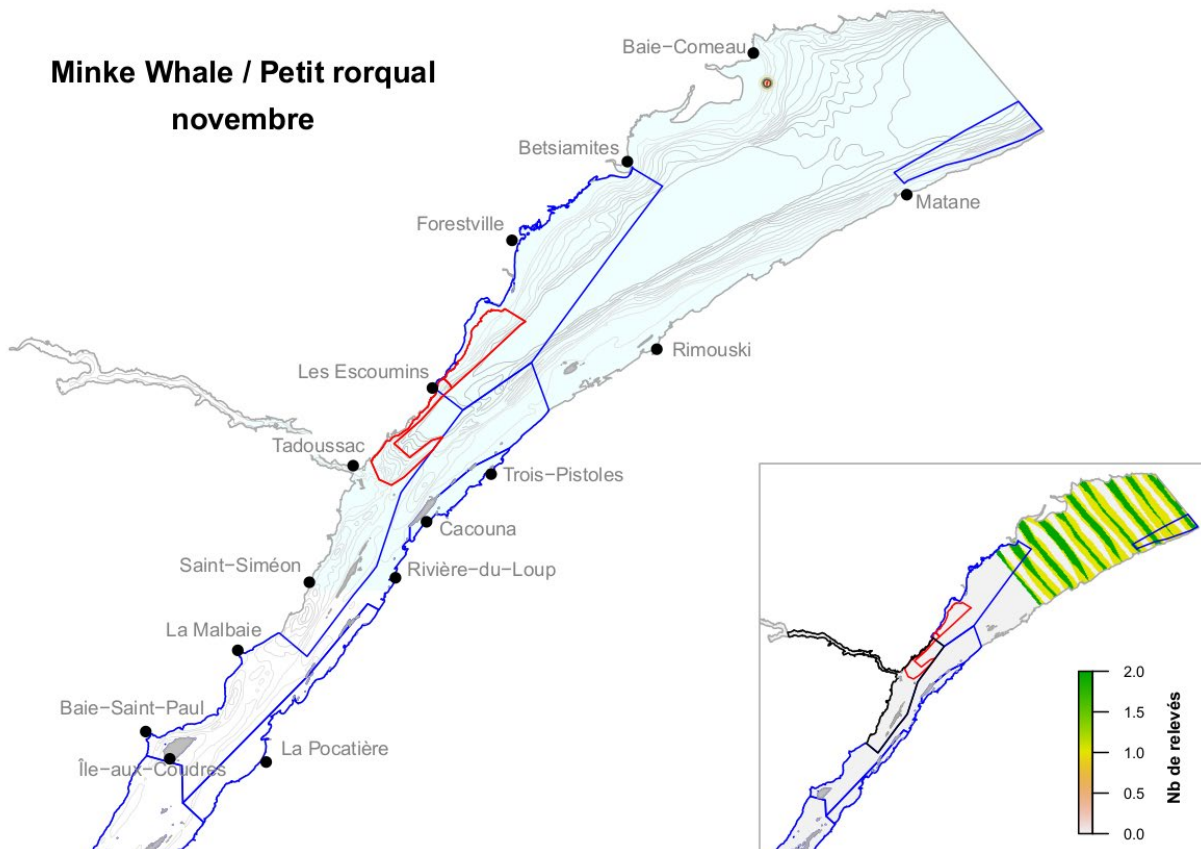 Minke Whale / Petit rorqual
novembre
Baie−Comeau
Betsiamites
Matane
Forestville
Rimouski
Les Escoumins
Tadoussac
Trois−Pistoles
Cacouna
Saint−Siméon
Rivière−du−Loup
La Malbaie
Baie−Saint−Paul
La Pocatière
Île−aux−Coudres
2.0
1.5
1.0
0.5
0.0
Nb de relevés